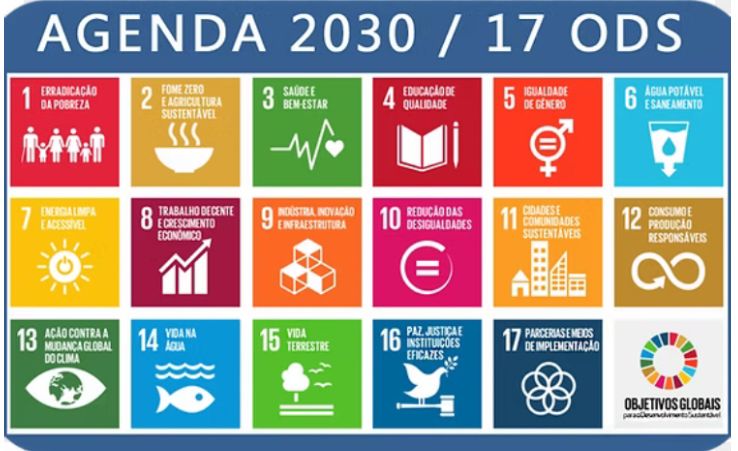 AGENDA 2030 / 17 ODS
1 ERRADICAÇÃO
DA POBREZA
2 FOME ZERO
E AGRICULTURA
SUSTENTÁVEL
3 SAÚDE E
BEM-ESTAR
4 EDUCAÇÃO DE
QUALIDADE
5 IGUALDADE
DE GÊNERO
6 ÁGUA POTÁVEL
E SANEAMENTO
7 ENERGIA LIMPA
E ACESSÍVEL
8 TRABALHO DECENTE
E CRESCIMENTO
ECONÔMICO
9 INDÚSTRIA, INOVAÇÃO
E INFRAESTRUTURA
10 REDUÇÃO DAS
DESIGUALDADES
11 CIDADES E
COMUNIDADES
SUSTENTÁVEIS
12 CONSUMO E
PRODUÇÃO
RESPONSÁVEIS
13 AÇÃO CONTRA A
MUDANÇA GLOBAL
DO CLIMA
14 VIDA NA
ÁGUA
15 VIDA
TERRESTRE
16 PAZ, JUSTIÇA E
INSTITUIÇÕES
EFICAZES
17 PARCERIAS E MEIOS
DE IMPLEMENTAÇÃO
OBJETIVOS GLOBAIS
para o Desenvolvimento Sustentável